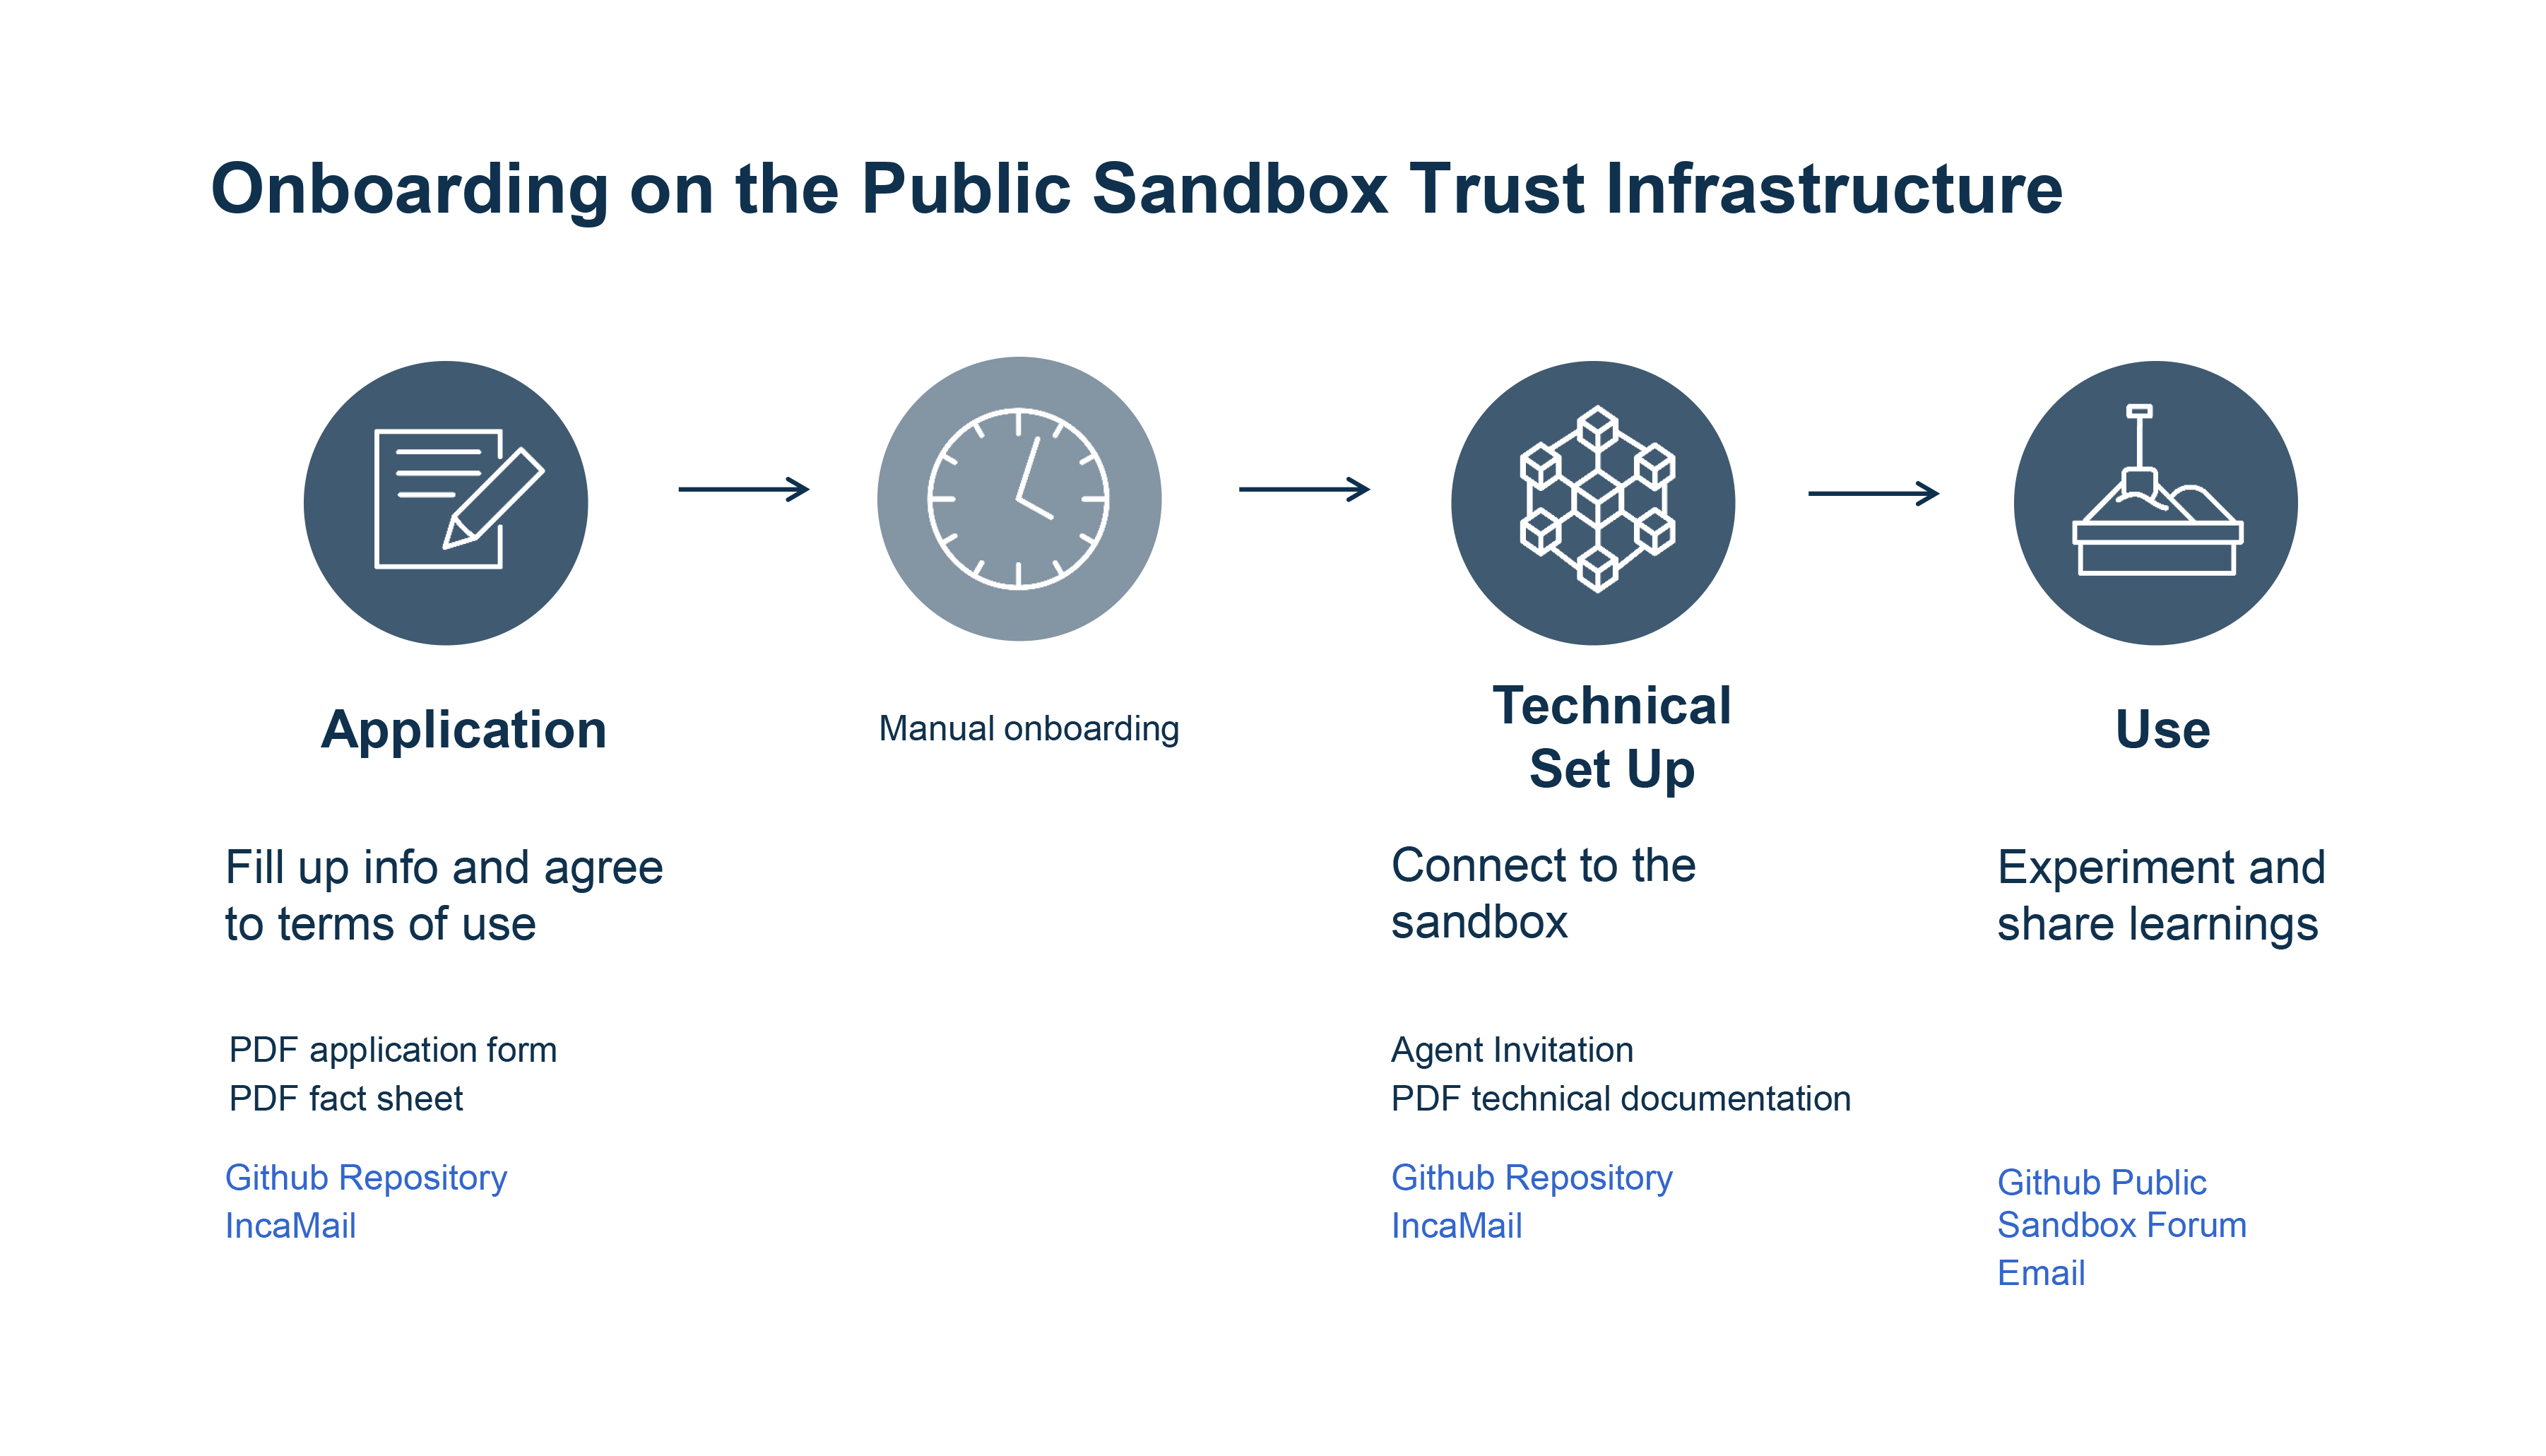 Onboarding on the Public Sandbox Trust Infrastructure
Application
Fill up info and agree
to terms of use
PDF application form
PDF fact sheet
Github Repository
IncaMail
Manual onboarding
Technical
Set Up
Connect to the
sandbox
Agent Invitation
PDF technical documentation
Github Repository
IncaMail
Use
Experiment and
share learnings
Github Public
Sandbox Forum
Email